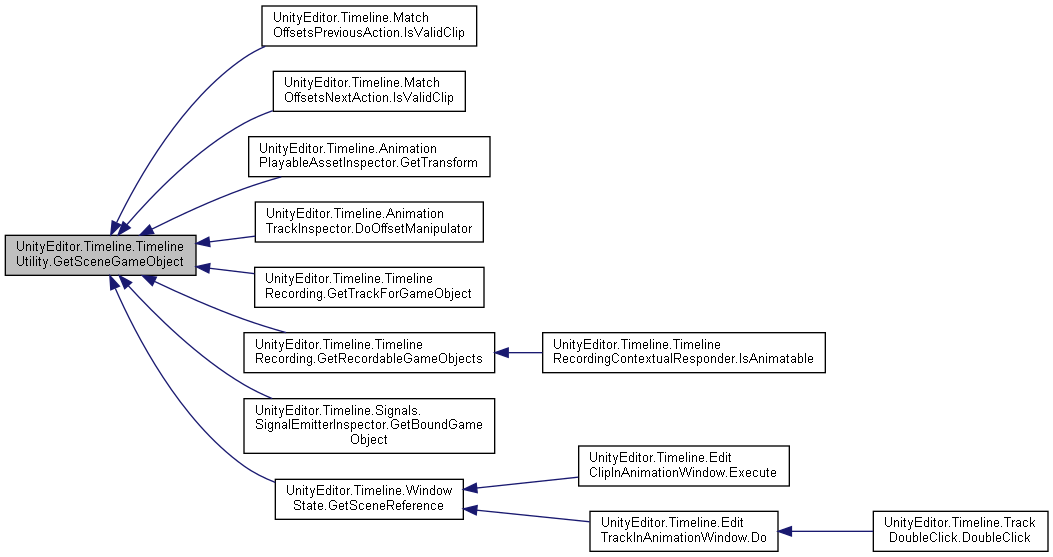 UnityEditor.Timeline.Match
OffsetsPreviousAction.IsValidClip
UnityEditor.Timeline.Match
OffsetsNextAction.IsValidClip
UnityEditor.Timeline.Animation
PlayableAssetInspector.GetTransform
UnityEditor.Timeline.Animation
TrackInspector.DoOffsetManipulator
UnityEditor.Timeline.Timeline
Utility.GetSceneGameObject
UnityEditor.Timeline.Timeline
Recording.GetTrackForGameObject
UnityEditor.Timeline.Timeline
Recording.GetRecordableGameObjects
UnityEditor.Timeline.Timeline
RecordingContextualResponder.IsAnimatable
UnityEditor.Timeline.Signals.
SignalEmitterInspector.GetBoundGame
Object
UnityEditor.Timeline.Edit
ClipInAnimationWindow.Execute
UnityEditor.Timeline.Window
State.GetSceneReference
UnityEditor.Timeline.Edit
TrackInAnimationWindow.Do
UnityEditor.Timeline.Track
DoubleClick.DoubleClick